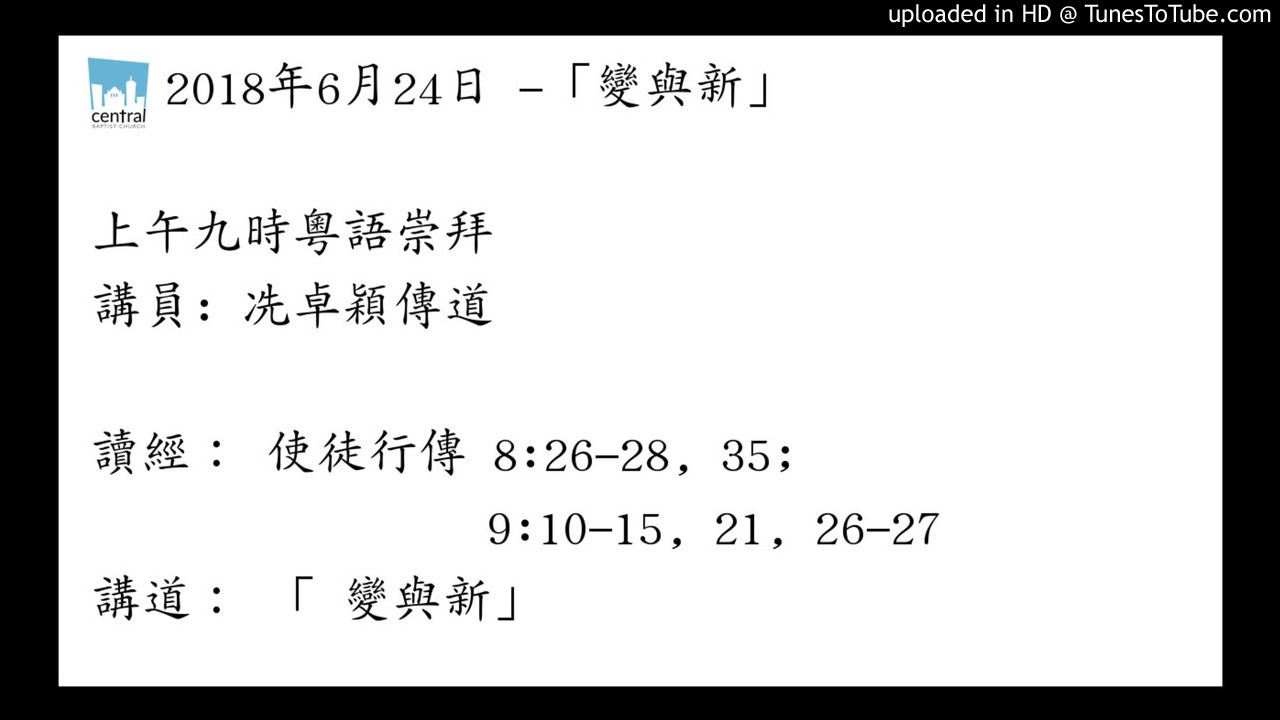 uploaded in HD @ TunesToTube.com
central
BAPTIST CHURCH
2018年6月24日 –「變與新」
上午九時粵語崇拜
講員: 冼卓穎傳道
讀經: 使徒行傳 8:26–28, 35;
9:10–15, 21, 26–27
講道: 「 變與新」